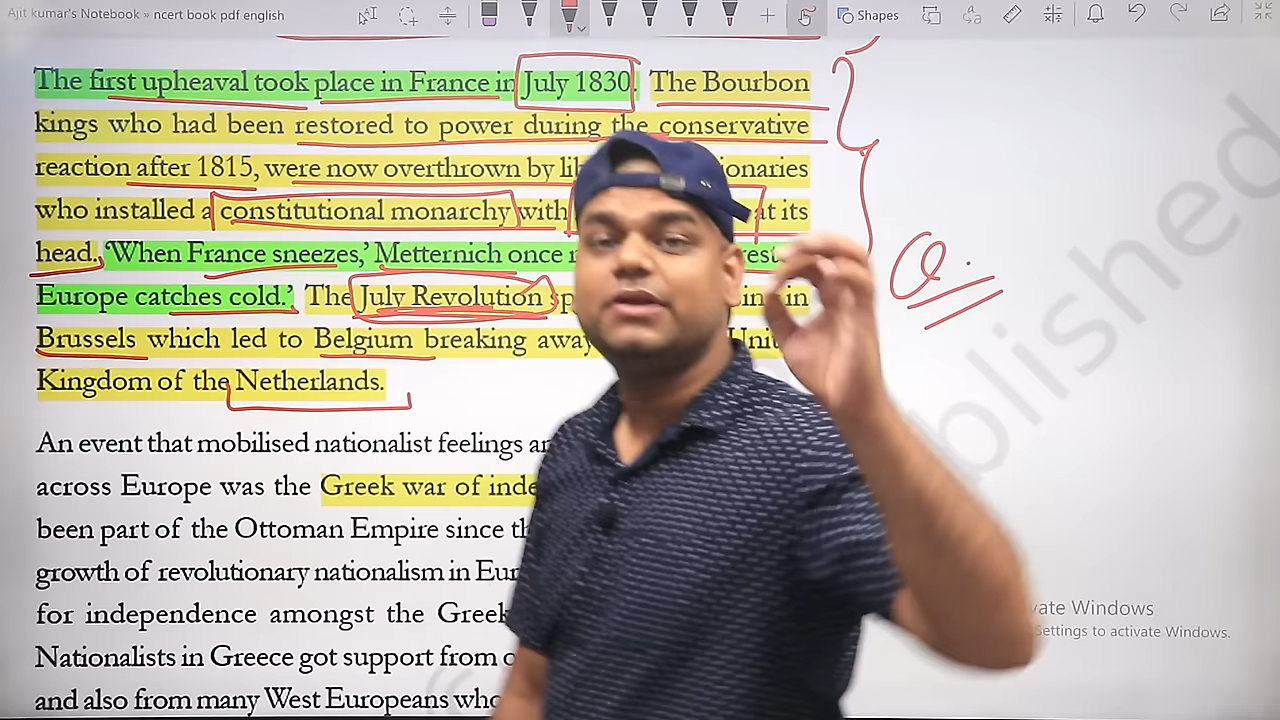 Ajit kumar's Notebook » ncert book pdf english
Shapes
The first upheaval took place in France in July 1830. The Bourbon
kings who had been restored to power during the conservative
reaction after 1815, were now overthrown by
who installed a constitutional monarchy with at its
head. 'When France sneezes,' Metternich once
Europe catches cold.' The July Revolution in
Brussels which led to Belgium breaking away
Kingdom of the Netherlands.
An event that mobilised nationalist feelings
across Europe was the Greek war of
been part of the Ottoman Empire since
growth of revolutionary nationalism in
for independence amongst the
Nationalists in Greece got support from
and also from many West Europeans who
Q.
blished
Settings to activate Windows.